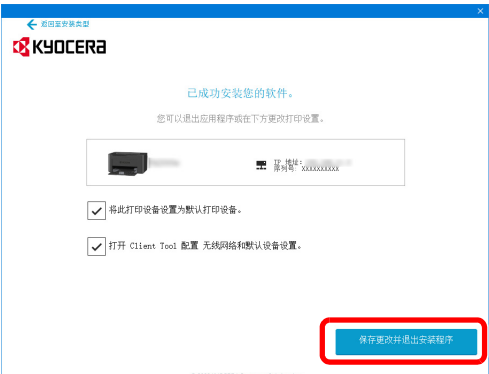 返回至安装类型
KYOCERA
已成功安装您的软件。
您可以退出应用程序或在下方更改打印设置。
IP 地址:
序列号: XXXXXXXXXX
将此打印设备设置为默认打印设备。
打开 Client Tool 配置 无线网络和默认设备设置。
保存更改并退出安装程序